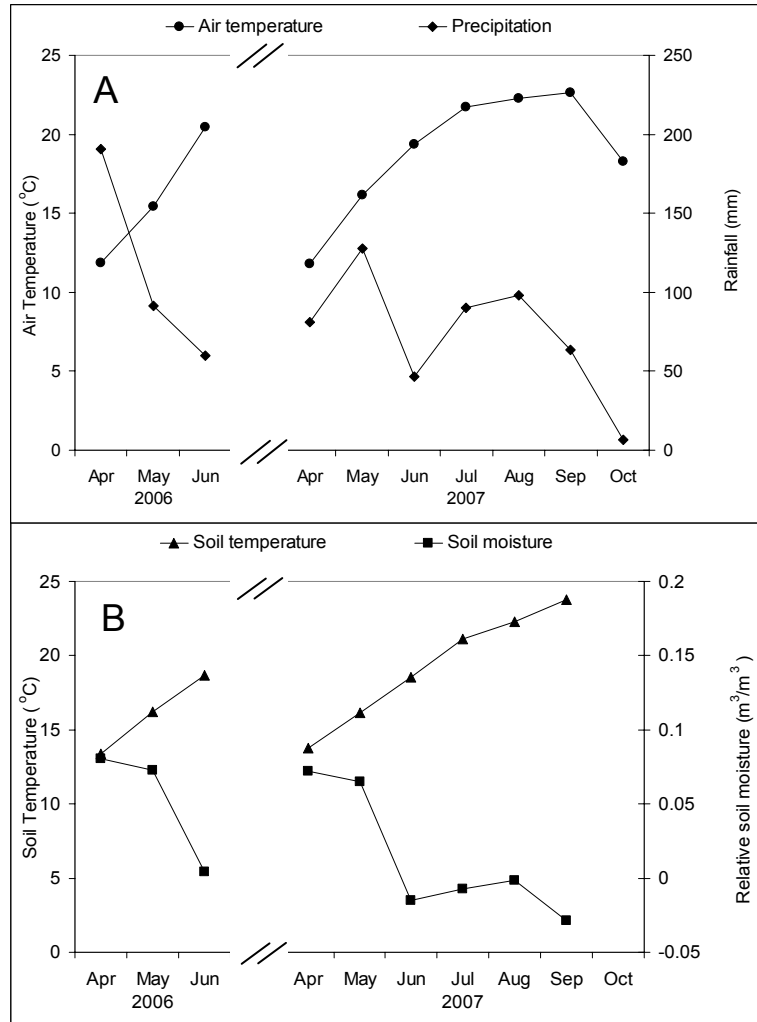 Air temperature Precipitation
A
25
20
15
10
5
0
Air Temperature ( °C)
250
200
150
100
50
0
Rainfall (mm)
Apr May Jun Apr May Jun Jul Aug Sep Oct
2006 2007
Soil temperature Soil moisture
B
25
20
15
10
5
0
Soil Temperature ( °C)
0.2
0.15
0.1
0.05
0
-0.05
Relative soil moisture (m³/m³ )
Apr May Jun Apr May Jun Jul Aug Sep Oct
2006 2007